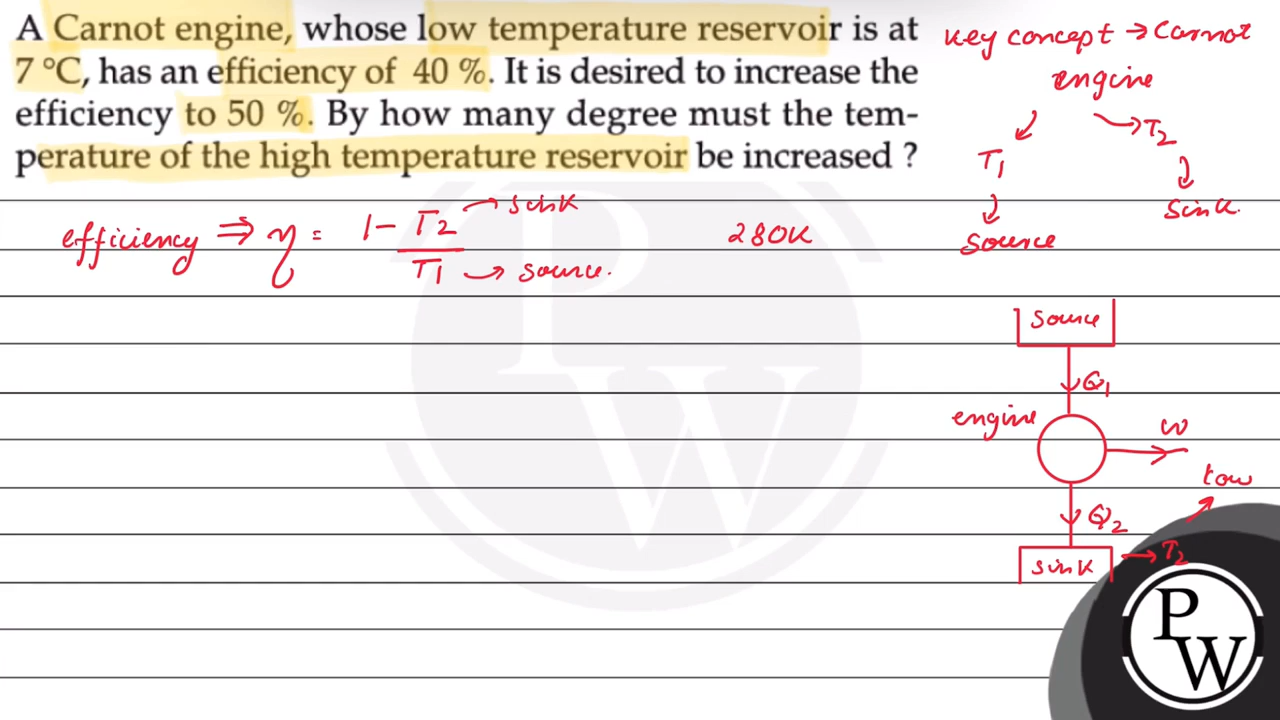 A Carnot engine, whose low temperature reservoir is at
7 °C, has an efficiency of 40 %. It is desired to increase the
efficiency to 50 %. By how many degree must the tem-
perature of the high temperature reservoir be increased ?
Key concept → Carnot
engine
T1
→ T2
Source
Sink.
efficiency ⇒ η = 1 - T2 → sink
T1 → source.
280K
Source
Q1
engine
W
Q2
low
sink → T2
P W
P W